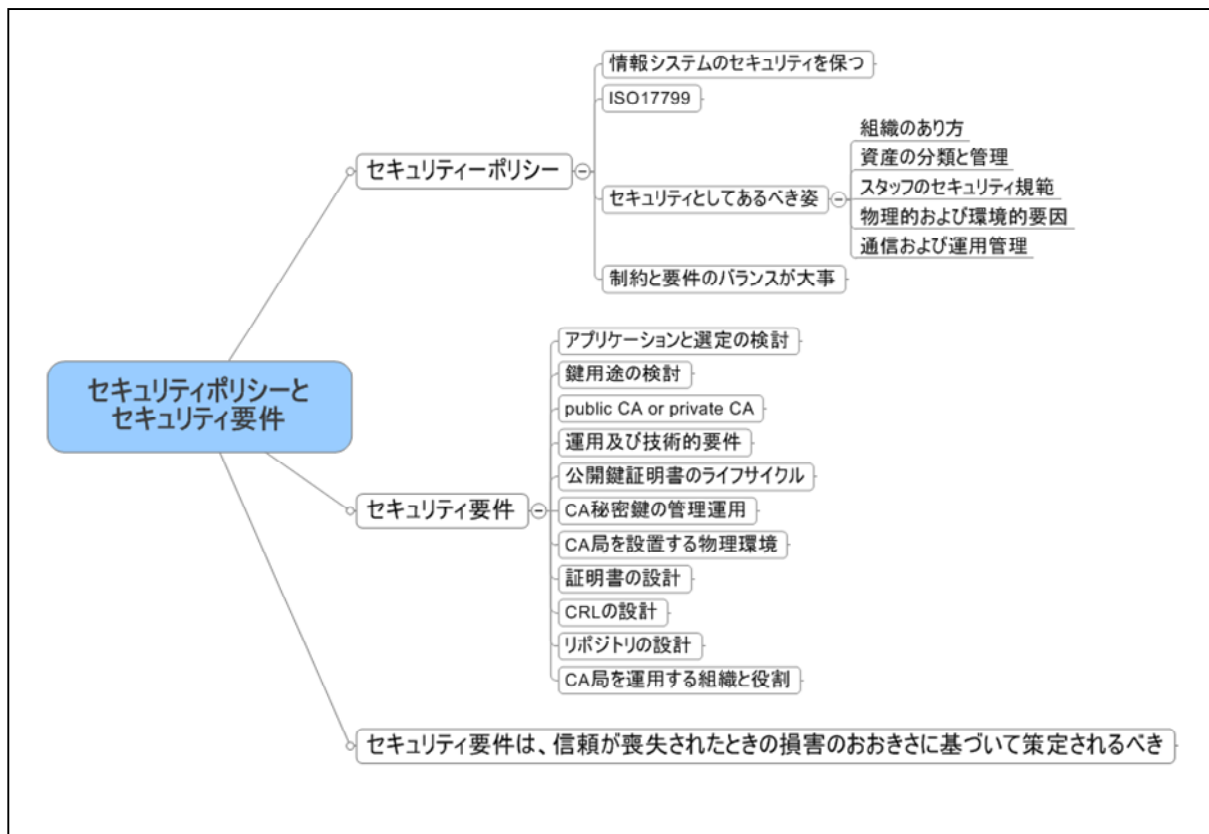 セキュリティポリシーと
セキュリティ要件
セキュリティーポリシー
情報システムのセキュリティを保つ
ISO17799
セキュリティとしてあるべき姿
組織のあり方
資産の分類と管理
スタッフのセキュリティ規範
物理的および環境的要因
通信および運用管理
制約と要件のバランスが大事
セキュリティ要件
アプリケーションと選定の検討
鍵用途の検討
public CA or private CA
運用及び技術的要件
公開鍵証明書のライフサイクル
CA秘密鍵の管理運用
CA局を設置する物理環境
証明書の設計
CRLの設計
リポジトリの設計
CA局を運用する組織と役割
セキュリティ要件は、信頼が喪失されたときの損害のおおきさに基づいて策定されるべき